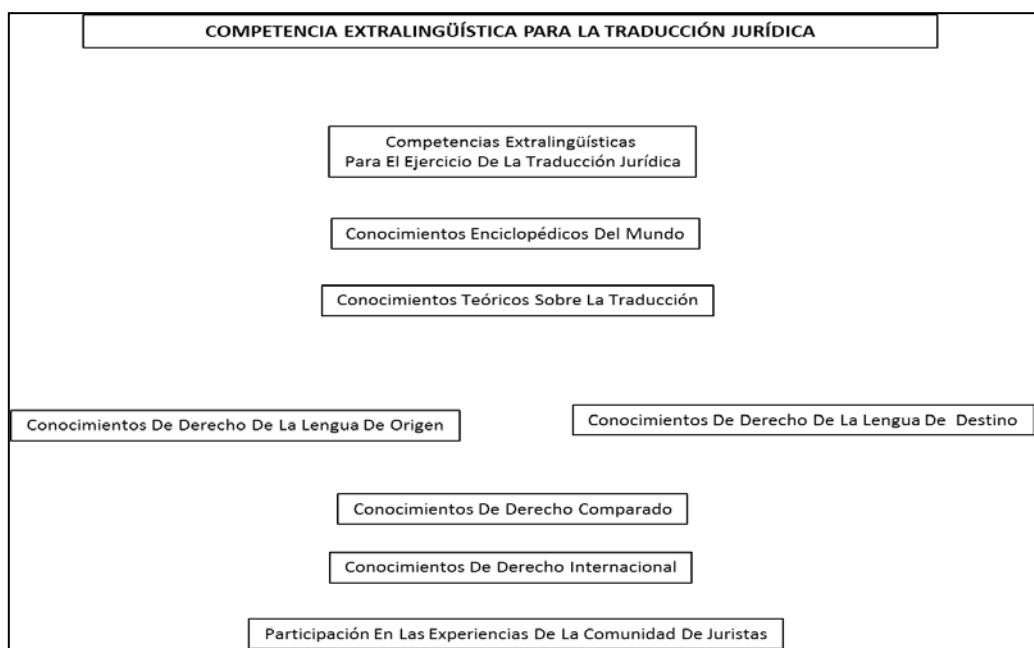 COMPETENCIA EXTRALINGÜÍSTICA PARA LA TRADUCCIÓN JURÍDICA
Competencias Extralingüísticas
Para El Ejercicio De La Traducción Jurídica
Conocimientos Enciclopédicos Del Mundo
Conocimientos Teóricos Sobre La Traducción
Conocimientos De Derecho De La Lengua De Origen
Conocimientos De Derecho De La Lengua De Destino
Conocimientos De Derecho Comparado
Conocimientos De Derecho Internacional
Participación En Las Experiencias De La Comunidad De Juristas